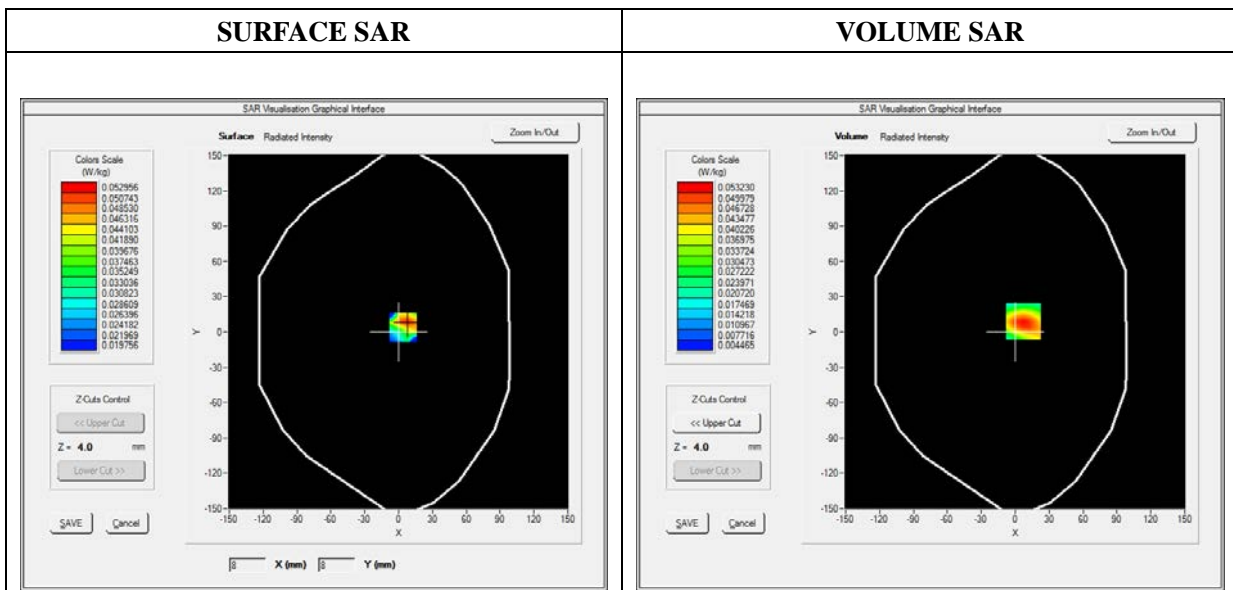 SURFACE SAR
VOLUME SAR
SAR Visualisation Graphical Interface
Surface Radiated Intensity
Zoom In/Out
Colors Scale
(W/kg)
0.052956
0.050743
0.048530
0.046316
0.044103
0.041890
0.039676
0.037463
0.035249
0.033036
0.030823
0.028609
0.026396
0.024182
0.021969
0.019756
150
120
90
60
30
0
-30
-60
-90
-120
-150
Y
-150 -120 -90 -60 -30 0 30 60 90 120 150
X
Z-Cuts Control
<< Upper Cut
Z = 4.0 mm
Lower Cut >>
SAVE Cancel
8 X (mm) 8 Y (mm)
SAR Visualisation Graphical Interface
Volume Radiated Intensity
Zoom In/Out
Colors Scale
(W/kg)
0.053230
0.049979
0.046728
0.043477
0.040226
0.036975
0.033724
0.030473
0.027222
0.023971
0.020720
0.017469
0.014218
0.010967
0.007716
0.004465
150
120
90
60
30
0
-30
-60
-90
-120
-150
Y
-150 -120 -90 -60 -30 0 30 60 90 120 150
X
Z-Cuts Control
<< Upper Cut
Z = 4.0 mm
Lower Cut >>
SAVE Cancel